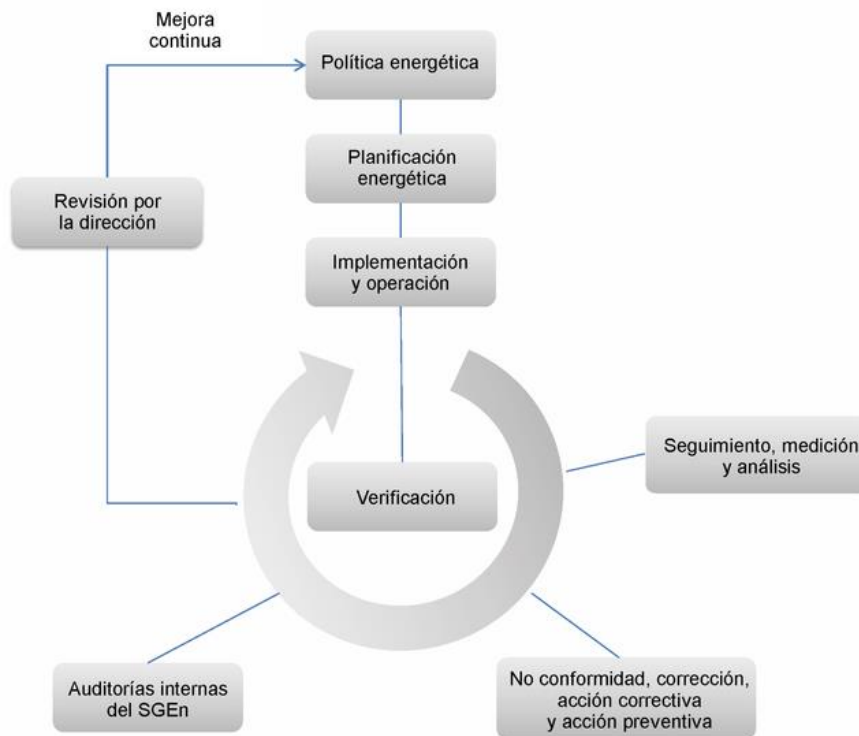 Mejora
continua
Política energética
Planificación
energética
Revisión por
la dirección
Implementación
y operación
Seguimiento, medición
y análisis
Verificación
Auditorías internas
del SGEn
No conformidad, corrección,
acción correctiva
y acción preventiva